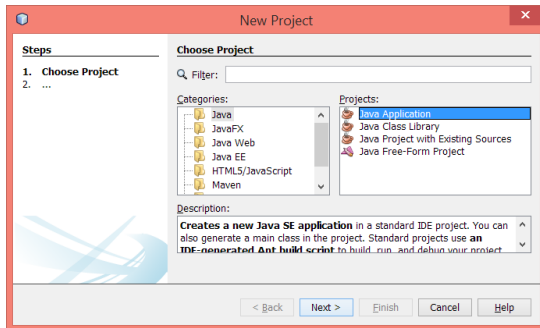 New Project
x
Steps
1. Choose Project
2. ...
Choose Project
Filter:
Categories:
Java
JavaFX
Java Web
Java EE
HTML5/JavaScript
Maven
Projects:
Java Application
Java Class Library
Java Project with Existing Sources
Java Free-Form Project
Description:
Creates a new Java SE application in a standard IDE project. You can
also generate a main class in the project. Standard projects use an
IDE-generated Ant build script to build, run, and debug your project.
< Back
Next >
Finish
Cancel
Help